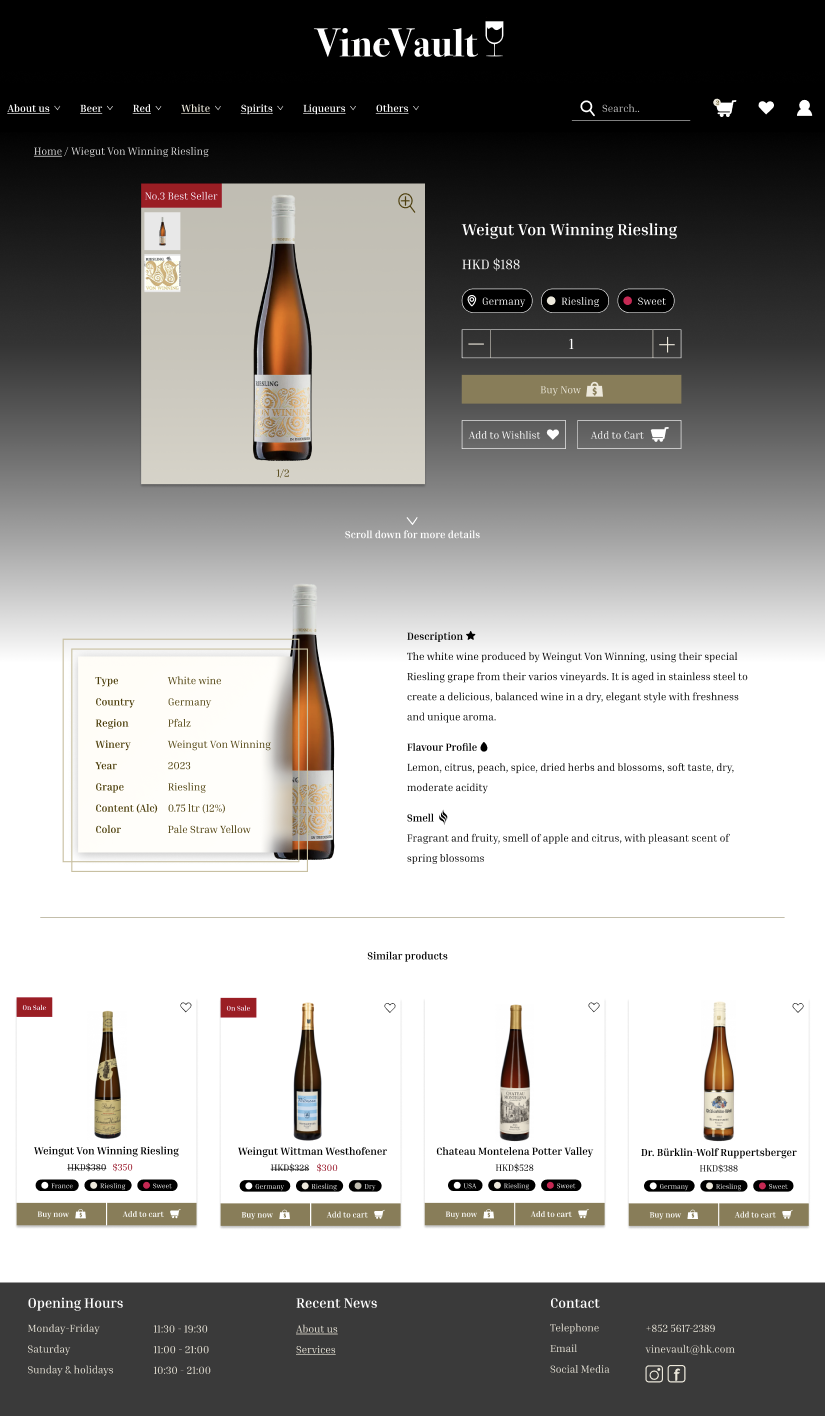 VineVault
About us
Beer
Red
White
Spirits
Liqueurs
Others
Search..
Home / Wiegut Von Winning Riesling
No.3 Best Seller
RIESLING
VON WINNING
1/2
Weigut Von Winning Riesling
HKD $188
Germany
Riesling
Sweet
1
Buy Now
Add to Wishlist
Add to Cart
Scroll down for more details
Type White wine
Country Germany
Region Pfalz
Winery Weingut Von Winning
Year 2023
Grape Riesling
Content (Alc) 0.75 ltr (12%)
Color Pale Straw Yellow
Description
The white wine produced by Weingut Von Winning, using their special
Riesling grape from their varios vineyards. It is aged in stainless steel to
create a delicious, balanced wine in a dry, elegant style with freshness
and unique aroma.
Flavour Profile
Lemon, citrus, peach, spice, dried herbs and blossoms, soft taste, dry,
moderate acidity
Smell
Fragrant and fruity, smell of apple and citrus, with pleasant scent of
spring blossoms
Similar products
On Sale
Weingut Von Winning Riesling
HKD$380 $350
France
Riesling
Sweet
Buy now
Add to cart
On Sale
Weingut Wittman Westhofener
HKD$328 $300
Germany
Riesling
Dry
Buy now
Add to cart
CHATEAU
MONTELENA
Chateau Montelena Potter Valley
HKD$528
USA
Riesling
Sweet
Buy now
Add to cart
Dr. Bürklin-Wolf Ruppertsberger
HKD$388
Germany
Riesling
Sweet
Buy now
Add to cart
Opening Hours
Monday-Friday 11:30 - 19:30
Saturday 11:00 - 21:00
Sunday & holidays 10:30 - 21:00
Recent News
About us
Services
Contact
Telephone +852 5617-2389
Email vinevault@hk.com
Social Media